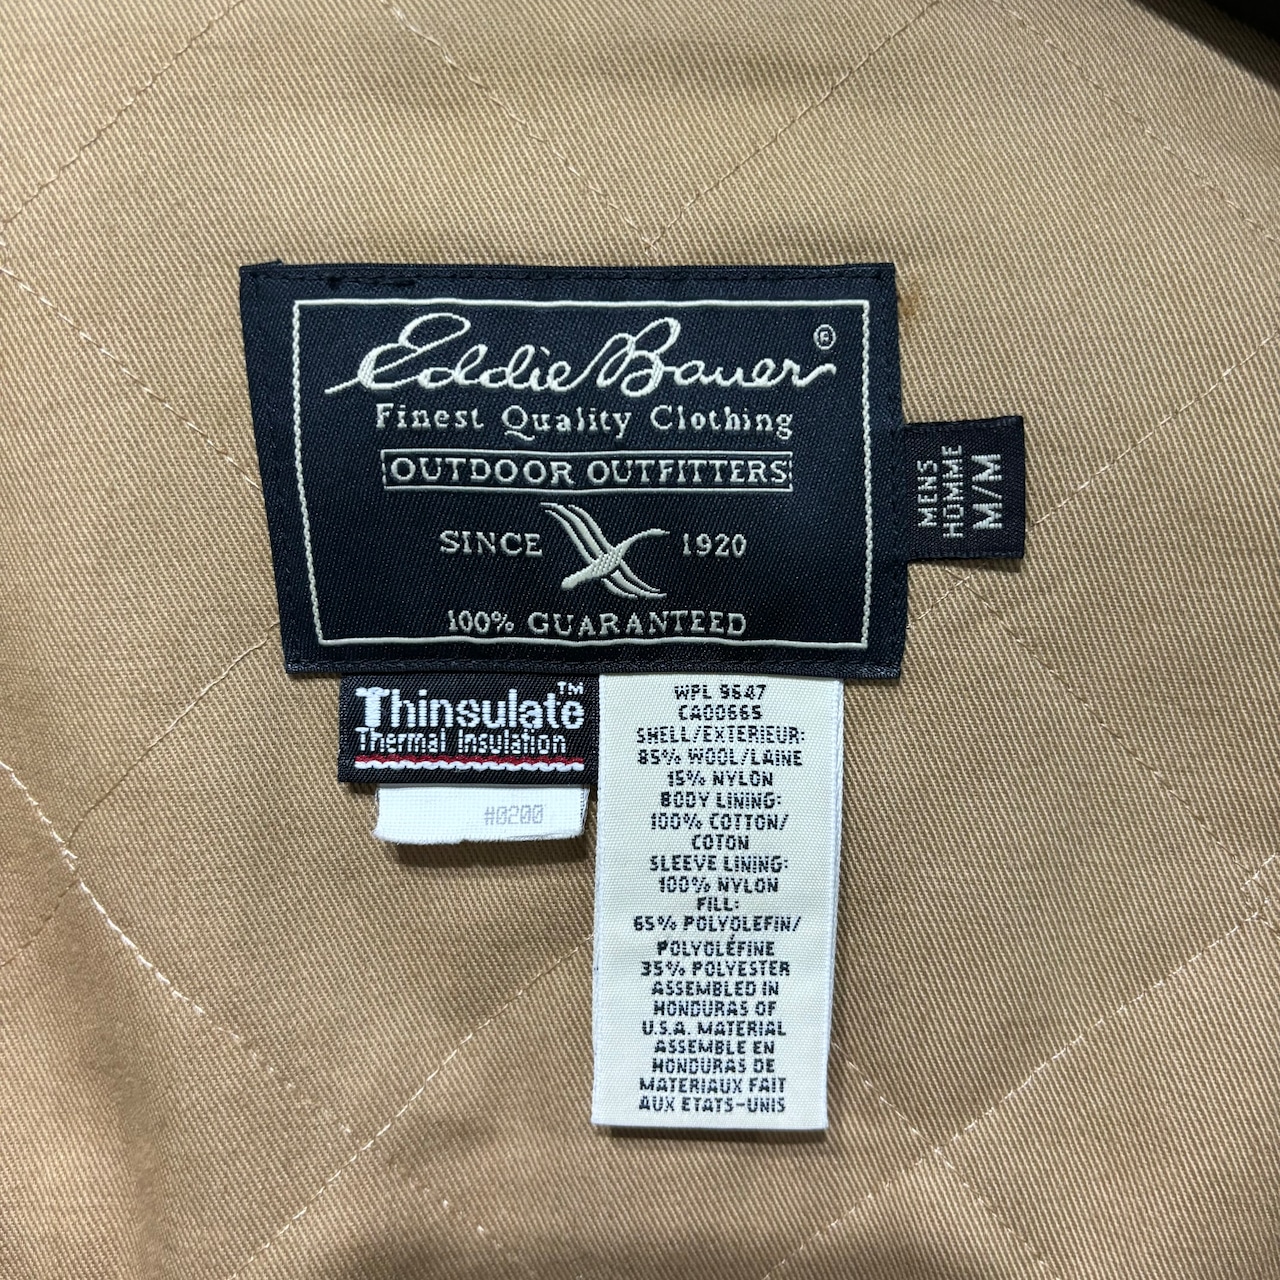 Eddie Bauer ®
Finest Quality Clothing
OUTDOOR OUTFITTERS
SINCE 1920
100% GUARANTEED
MENS
HOMME
M/M
Thinsulate™
Thermal Insulation
#0200
WPL 9647
CA00665
SHELL/EXTERIEUR:
85% WOOL/LAINE
15% NYLON
BODY LINING:
100% COTTON/
COTON
SLEEVE LINING:
100% NYLON
FILL:
65% POLYOLEFIN/
POLYOLÉFINE
35% POLYESTER
ASSEMBLED IN
HONDURAS OF
U.S.A. MATERIAL
ASSEMBLE EN
HONDURAS DE
MATERIAUX FAIT
AUX ETATS-UNIS